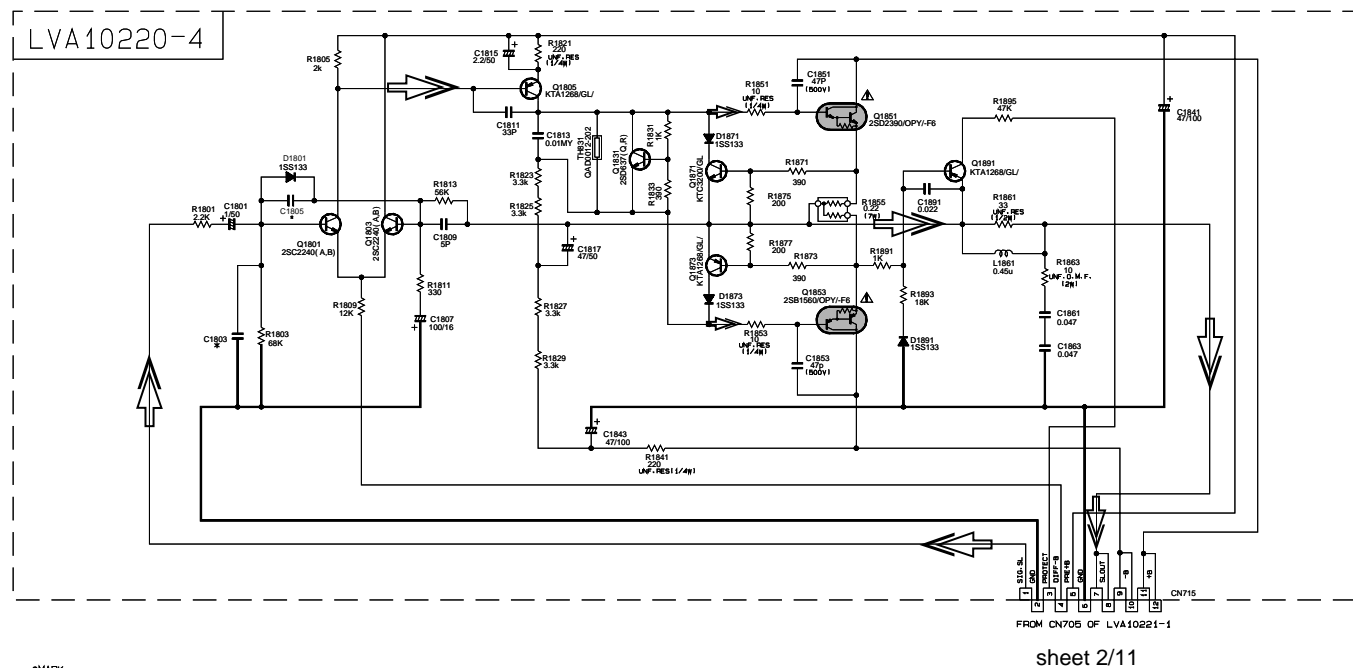 LVA10220-4
R1805
2k
C1815
2.2/50
+
R1821
220
UNF.RES
(1/4W)
Q1805
KTA1268/GL/
C1811
33P
C1813
0.01MY
TH831
QAD0012-202
Q1831
2SD637(Q,R)
R1831
1K
R1833
390
R1851
10
UNF.RES
(1/4W)
D1871
1SS133
Q1871
KTC3200/GL
C1851
47P
(500V)
Q1851
2SD2390/OPY/-F6
R1871
390
R1875
200
R1855
0.22
(7W)
R1895
47K
Q1891
KTA1268/GL/
C1891
0.022
R1861
33
UNF.RES
(1/2W)
C1841
47/100
+
D1801
1SS133
C1805
*
R1801
2.2K
C1801
1/50
+
Q1801
2SC2240(A,B)
Q1803
2SC2240(A,B)
R1813
56K
C1809
5P
R1823
3.3k
R1825
3.3k
C1817
47/50
+
Q1873
KTA1268/GL/
R1877
200
R1873
390
R1891
1K
L1861
0.45u
R1863
10
UNF.O.M.F.
(2W)
R1811
330
C1807
100/16
+
R1809
12K
C1803
*
R1803
68K
R1827
3.3k
R1829
3.3k
D1873
1SS133
R1853
10
UNF.RES
(1/4W)
Q1853
2SB1560/OPY/-F6
C1853
47p
(500V)
R1893
18K
D1891
1SS133
C1861
0.047
C1863
0.047
C1843
47/100
+
R1841
220
UNF.RES(1/4W)
SIG.SL
GND
PROTECT
DIFF-B
PRE+B
GND
SLOUT
-B
+B
1
2
3
4
5
6
7
8
9
10
11
12
CN715
FROM CN705 OF LVA10221-1
sheet 2/11